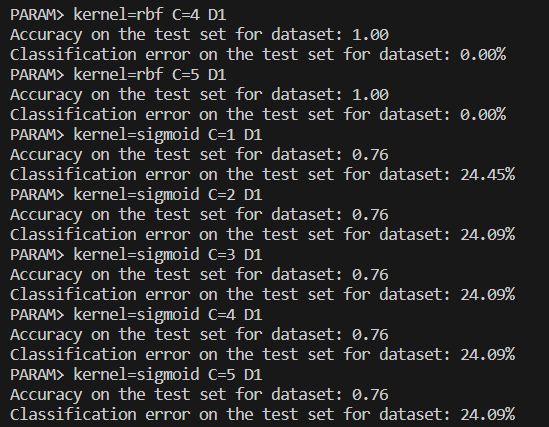 PARAM> kernel=rbf C=4 D1
Accuracy on the test set for dataset: 1.00
Classification error on the test set for dataset: 0.00%
PARAM> kernel=rbf C=5 D1
Accuracy on the test set for dataset: 1.00
Classification error on the test set for dataset: 0.00%
PARAM> kernel=sigmoid C=1 D1
Accuracy on the test set for dataset: 0.76
Classification error on the test set for dataset: 24.45%
PARAM> kernel=sigmoid C=2 D1
Accuracy on the test set for dataset: 0.76
Classification error on the test set for dataset: 24.09%
PARAM> kernel=sigmoid C=3 D1
Accuracy on the test set for dataset: 0.76
Classification error on the test set for dataset: 24.09%
PARAM> kernel=sigmoid C=4 D1
Accuracy on the test set for dataset: 0.76
Classification error on the test set for dataset: 24.09%
PARAM> kernel=sigmoid C=5 D1
Accuracy on the test set for dataset: 0.76
Classification error on the test set for dataset: 24.09%